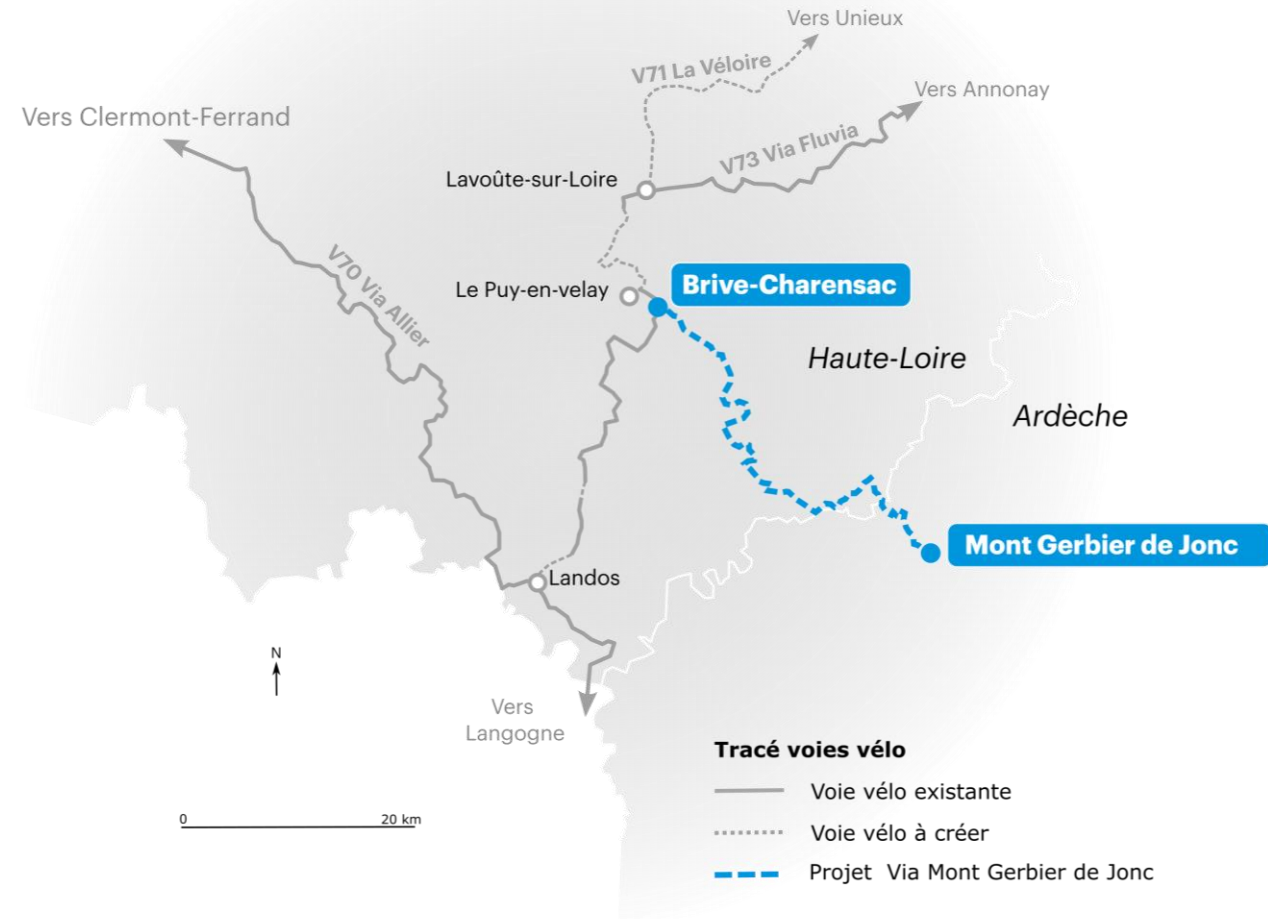 Vers Unieux
V71 La Véloire
Vers Annonay
Vers Clermont-Ferrand
V73 Via Fluvia
Lavoûte-sur-Loire
V70 Via Allier
Brive-Charensac
Le Puy-en-velay
Haute-Loire
Ardèche
Mont Gerbier de Jonc
Landos
N
Vers
Langogne
Tracé voies vélo
Voie vélo existante
0 20 km
Voie vélo à créer
Projet Via Mont Gerbier de Jonc